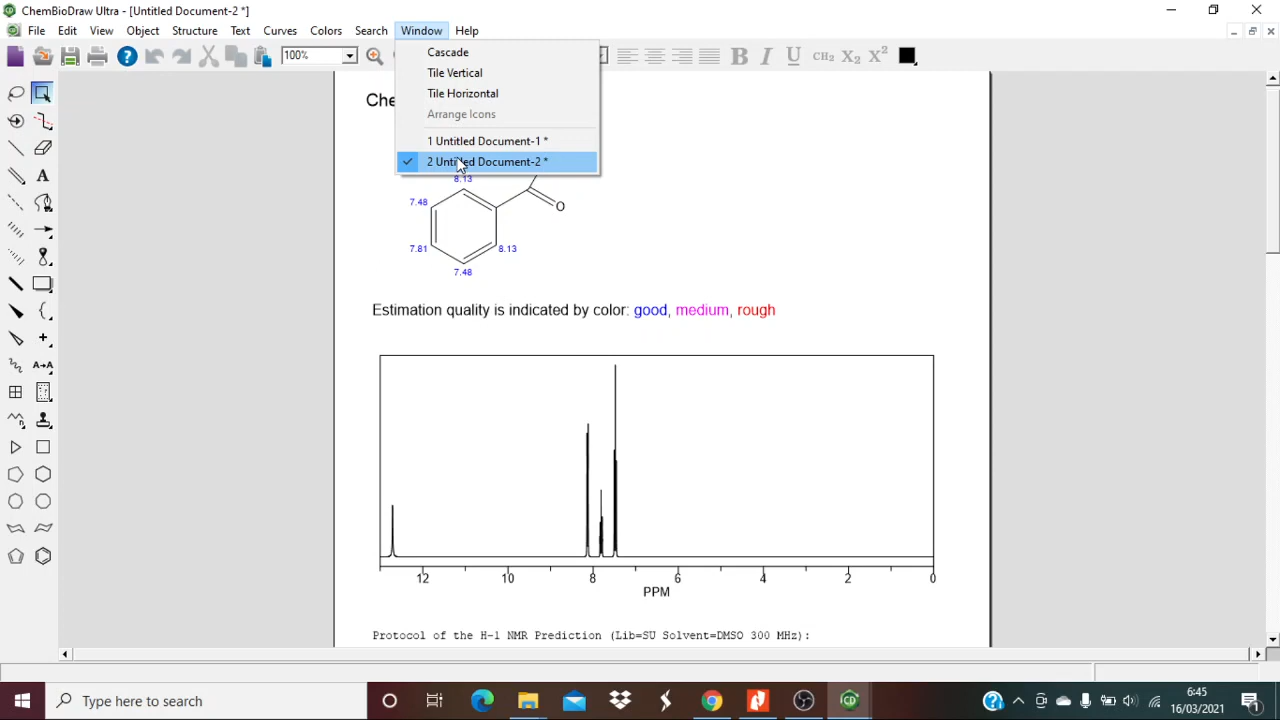 ChemBioDraw Ultra - [Untitled Document-2 *]
File Edit View Object Structure Text Curves Colors Search Window Help
100%
CH₂ X₂ X²
Cascade
Tile Vertical
Tile Horizontal
Arrange Icons
1 Untitled Document-1 *
2 Untitled Document-2 *
Che
8.13
7.48
O
7.81
8.13
7.48
Estimation quality is indicated by color: good, medium, rough
12 10 8 6 4 2 0
PPM
Protocol of the H-1 NMR Prediction (Lib=SU Solvent=DMSO 300 MHz):
Type here to search
6:45
16/03/2021